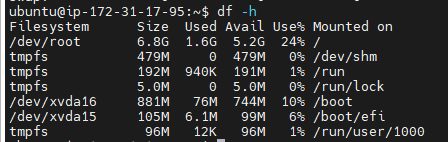 ubuntu@ip-172-31-17-95:~$ df -h
Filesystem      Size  Used Avail Use% Mounted on
/dev/root       6.8G  1.6G  5.2G  24% /
tmpfs           479M     0  479M   0% /dev/shm
tmpfs           192M  940K  191M   1% /run
tmpfs           5.0M     0  5.0M   0% /run/lock
/dev/xvda16     881M   76M  744M  10% /boot
/dev/xvda15     105M  6.1M   99M   6% /boot/efi
tmpfs            96M   12K   96M   1% /run/user/1000